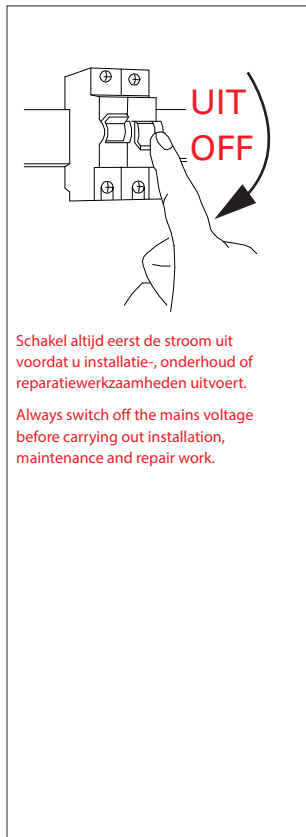 UIT
OFF
Schakel altijd eerst de stroom uit
voordat u installatie-, onderhoud of
reparatiewerkzaamheden uitvoert.
Always switch off the mains voltage
before carrying out installation,
maintenance and repair work.